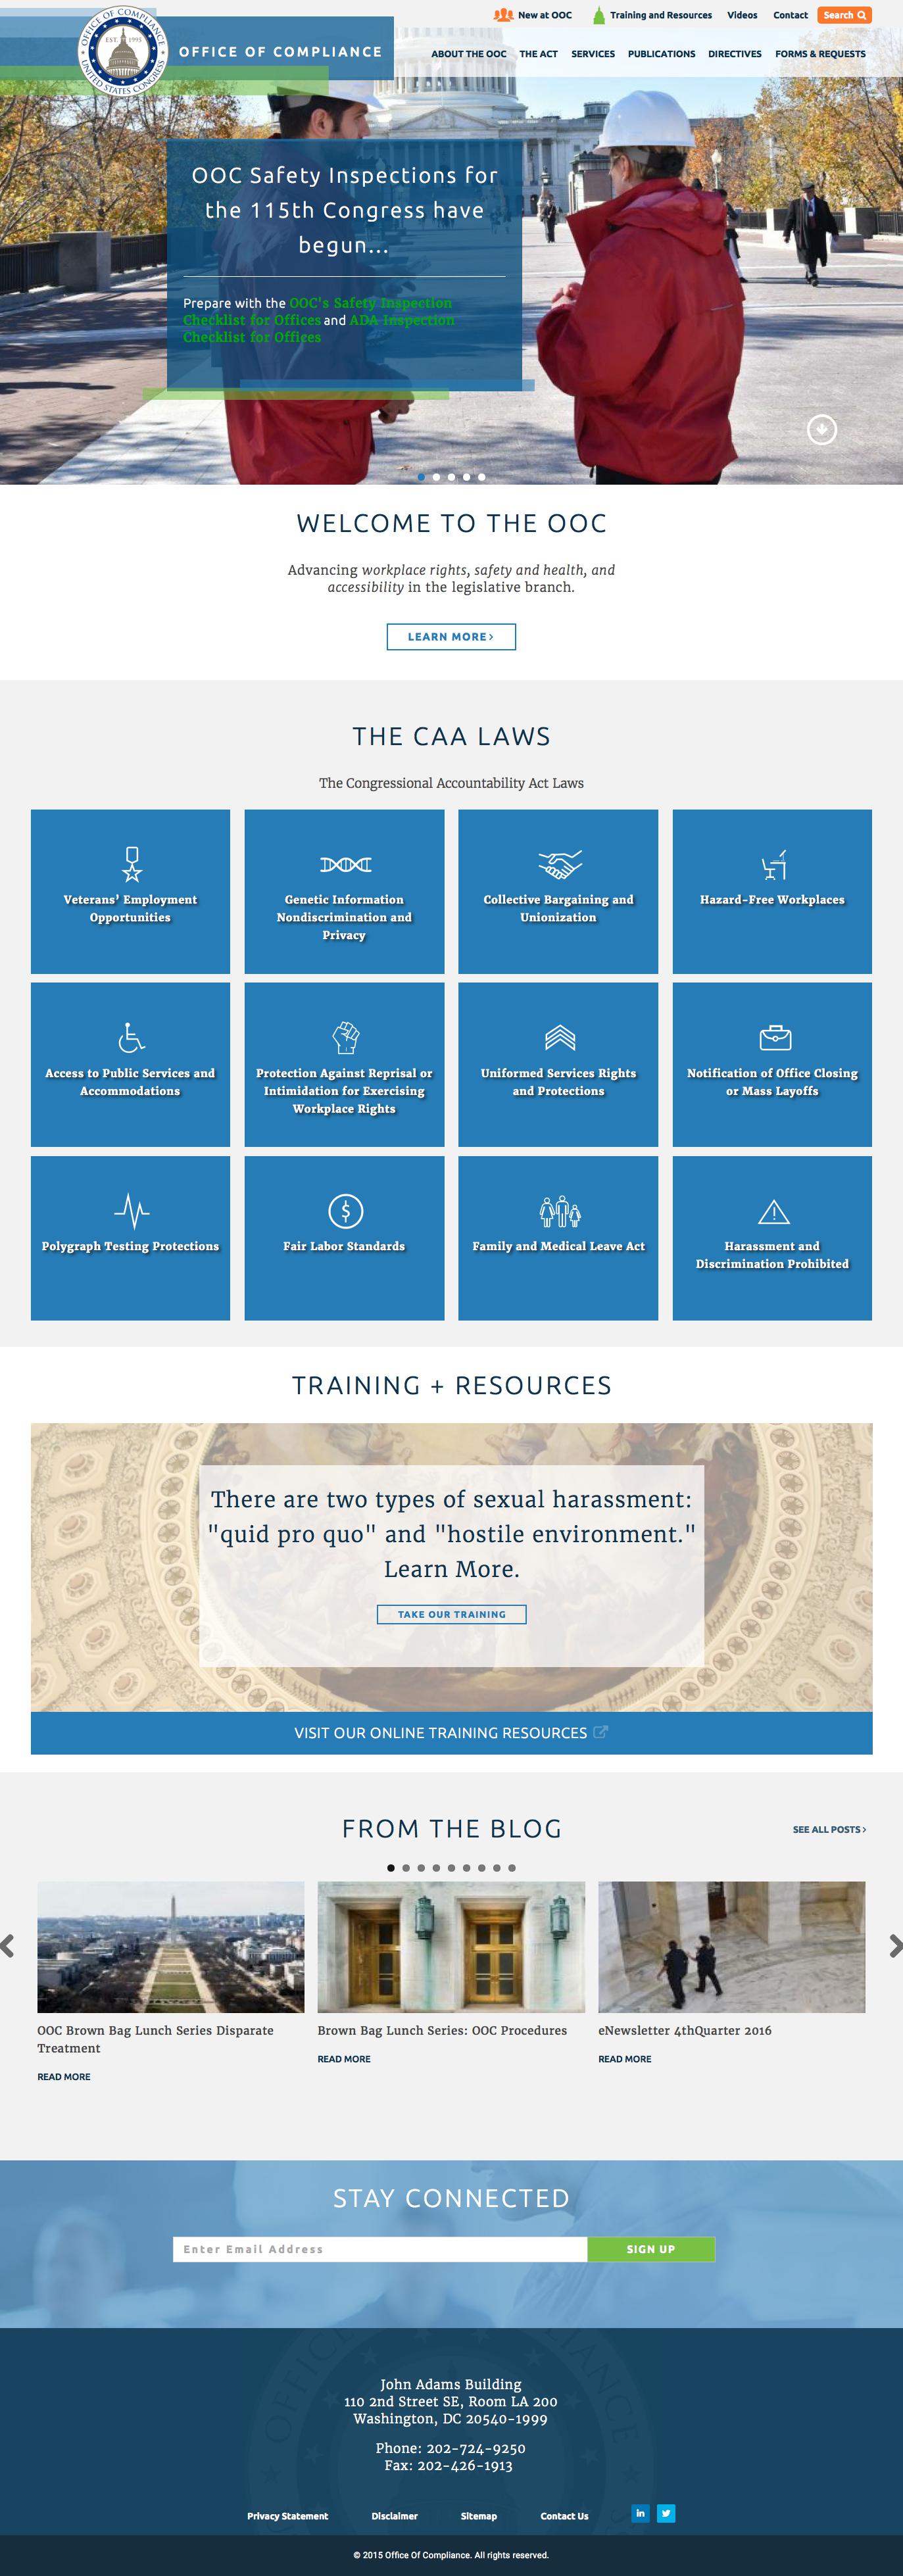 New at OOC
Training and Resources
Videos
Contact
Search
OFFICE OF COMPLIANCE
EST. 1995
UNITED STATES CONGRESS
OFFICE OF COMPLIANCE
ABOUT THE OOC
THE ACT
SERVICES
PUBLICATIONS
DIRECTIVES
FORMS & REQUESTS
OOC Safety Inspections for
the 115th Congress have
begun...
Prepare with the OOC's Safety Inspection
Checklist for Offices and ADA Inspection
Checklist for Offices
WELCOME TO THE OOC
Advancing workplace rights, safety and health, and
accessibility in the legislative branch.
LEARN MORE ›
THE CAA LAWS
The Congressional Accountability Act Laws
Veterans' Employment
Opportunities
Genetic Information
Nondiscrimination and
Privacy
Collective Bargaining and
Unionization
Hazard-Free Workplaces
Access to Public Services and
Accommodations
Protection Against Reprisal or
Intimidation for Exercising
Workplace Rights
Uniformed Services Rights
and Protections
Notification of Office Closing
or Mass Layoffs
Polygraph Testing Protections
$
Fair Labor Standards
Family and Medical Leave Act
Harassment and
Discrimination Prohibited
TRAINING + RESOURCES
There are two types of sexual harassment:
"quid pro quo" and "hostile environment."
Learn More.
TAKE OUR TRAINING
VISIT OUR ONLINE TRAINING RESOURCES
FROM THE BLOG
SEE ALL POSTS ›
OOC Brown Bag Lunch Series Disparate
Treatment
READ MORE
Brown Bag Lunch Series: OOC Procedures
READ MORE
eNewsletter 4thQuarter 2016
READ MORE
STAY CONNECTED
Enter Email Address
SIGN UP
John Adams Building
110 2nd Street SE, Room LA 200
Washington, DC 20540-1999
Phone: 202-724-9250
Fax: 202-426-1913
Privacy Statement
Disclaimer
Sitemap
Contact Us
in
© 2015 Office Of Compliance. All rights reserved.